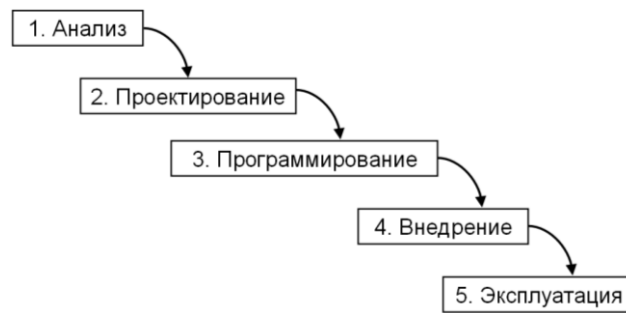 1. Анализ
2. Проектирование
3. Программирование
4. Внедрение
5. Эксплуатация